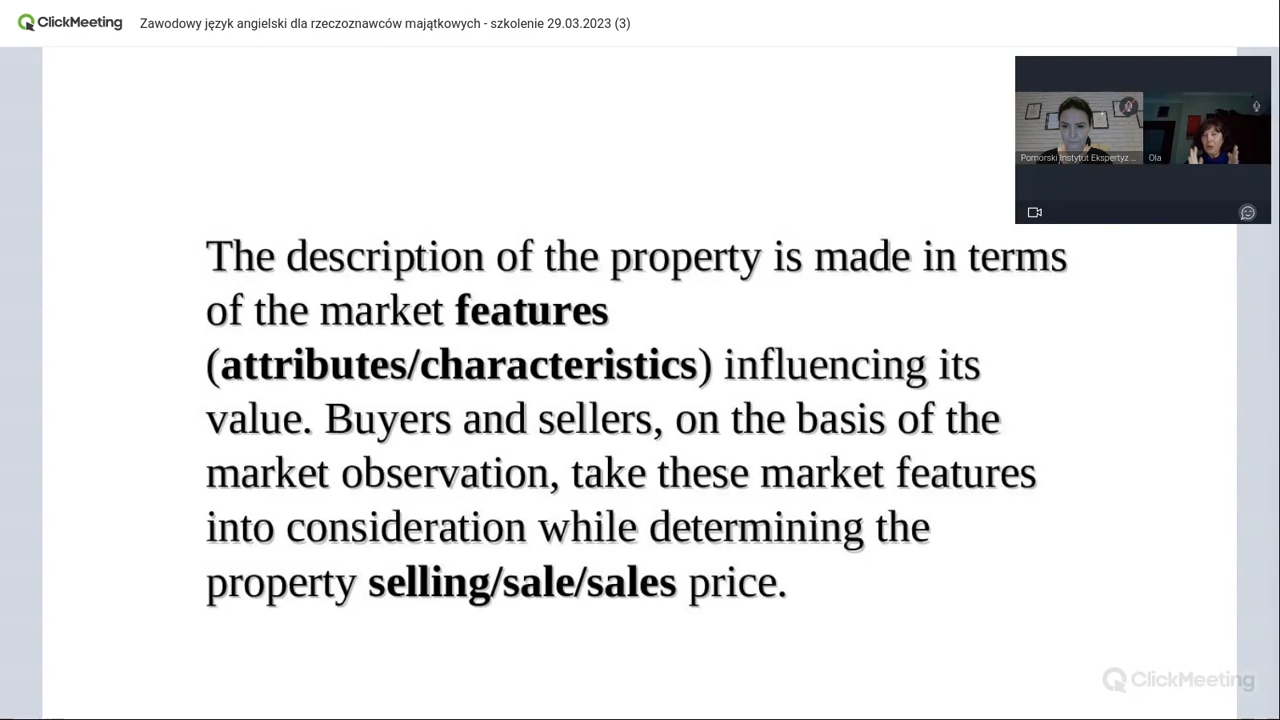 ClickMeeting
Zawodowy język angielski dla rzeczoznawców majątkowych - szkolenie 29.03.2023 (3)
Pomorski Instytut Ekspertyz ...
Ola
The description of the property is made in terms
of the market features
(attributes/characteristics) influencing its
value. Buyers and sellers, on the basis of the
market observation, take these market features
into consideration while determining the
property selling/sale/sales price.
ClickMeeting